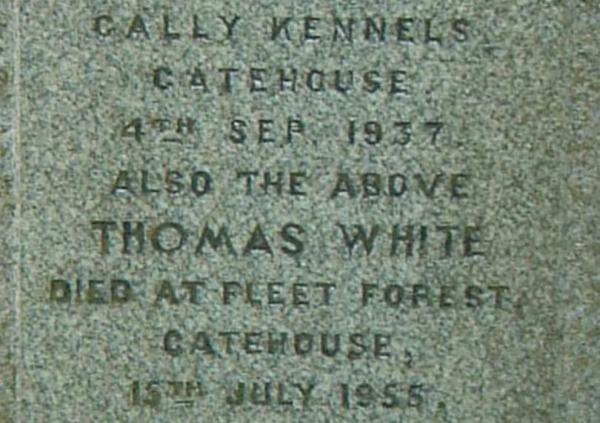 CALLY KENNELS,
GATEHOUSE.
4TH SEP. 1937.
ALSO THE ABOVE
THOMAS WHITE
DIED AT FLEET FOREST,
GATEHOUSE,
15TH JULY 1955.